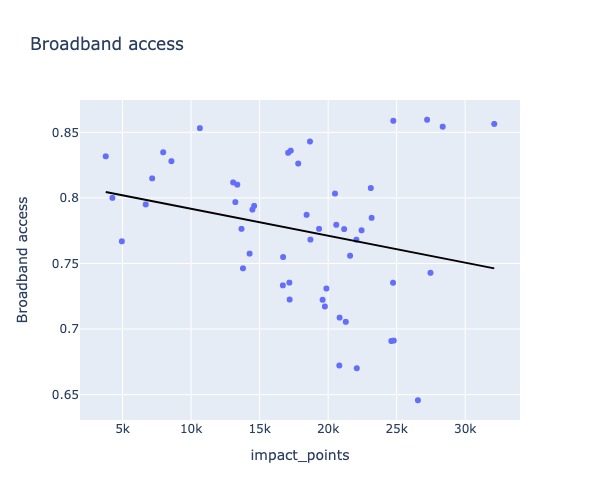 Broadband access
0.85
0.8
0.75
0.7
0.65
Broadband access
5k 10k 15k 20k 25k 30k
impact_points